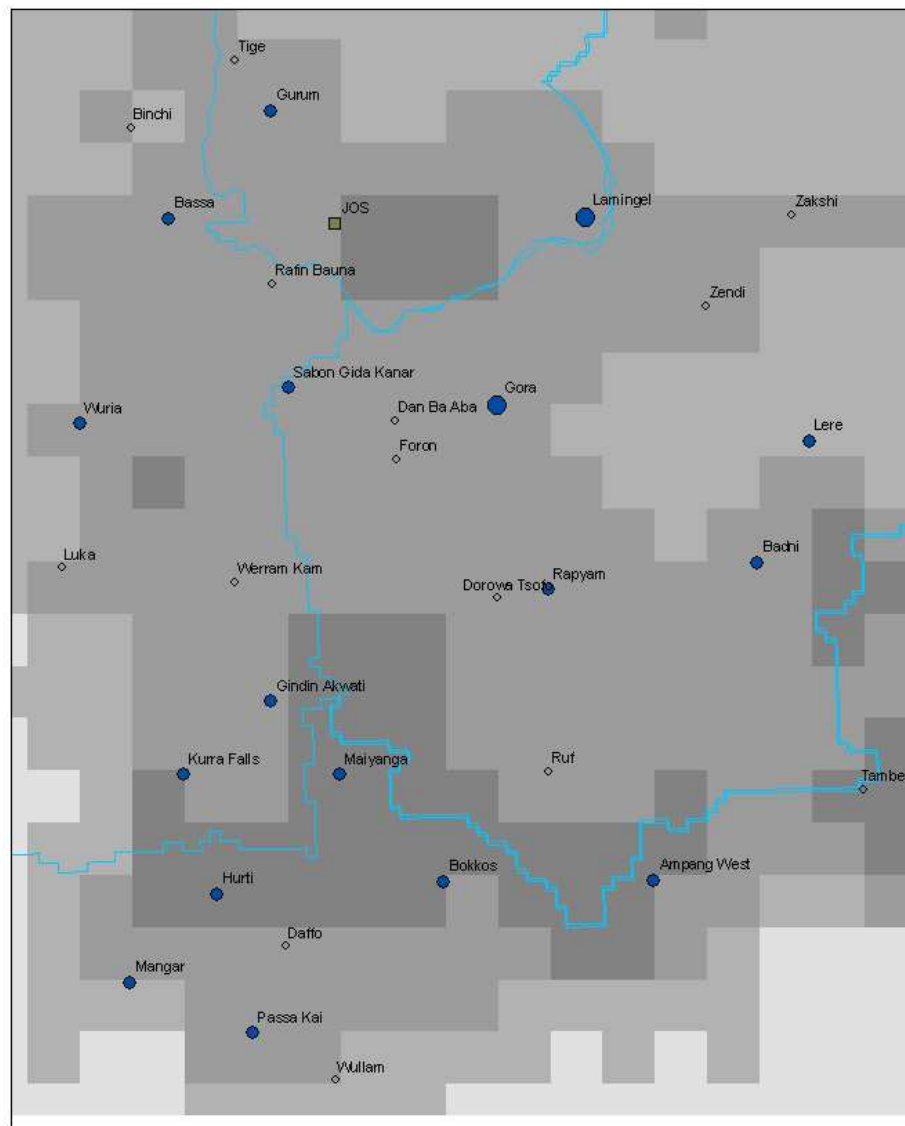 Tige
Gurum
Binchi
Bassa
JOS
Lamingel
Zakshi
Rafin Bauna
Zendi
Sabon Gida Kanar
Gora
Dan Ba Aba
Wuria
Lere
Foron
Badhi
Luka
Werram Kam
Dorowa Tsofo
Rapyam
Gindin Akwati
Kurra Falls
Maiyanga
Ruf
Tambe
Hurti
Bokkos
Ampang West
Daffo
Mangar
Passa Kai
Wullam